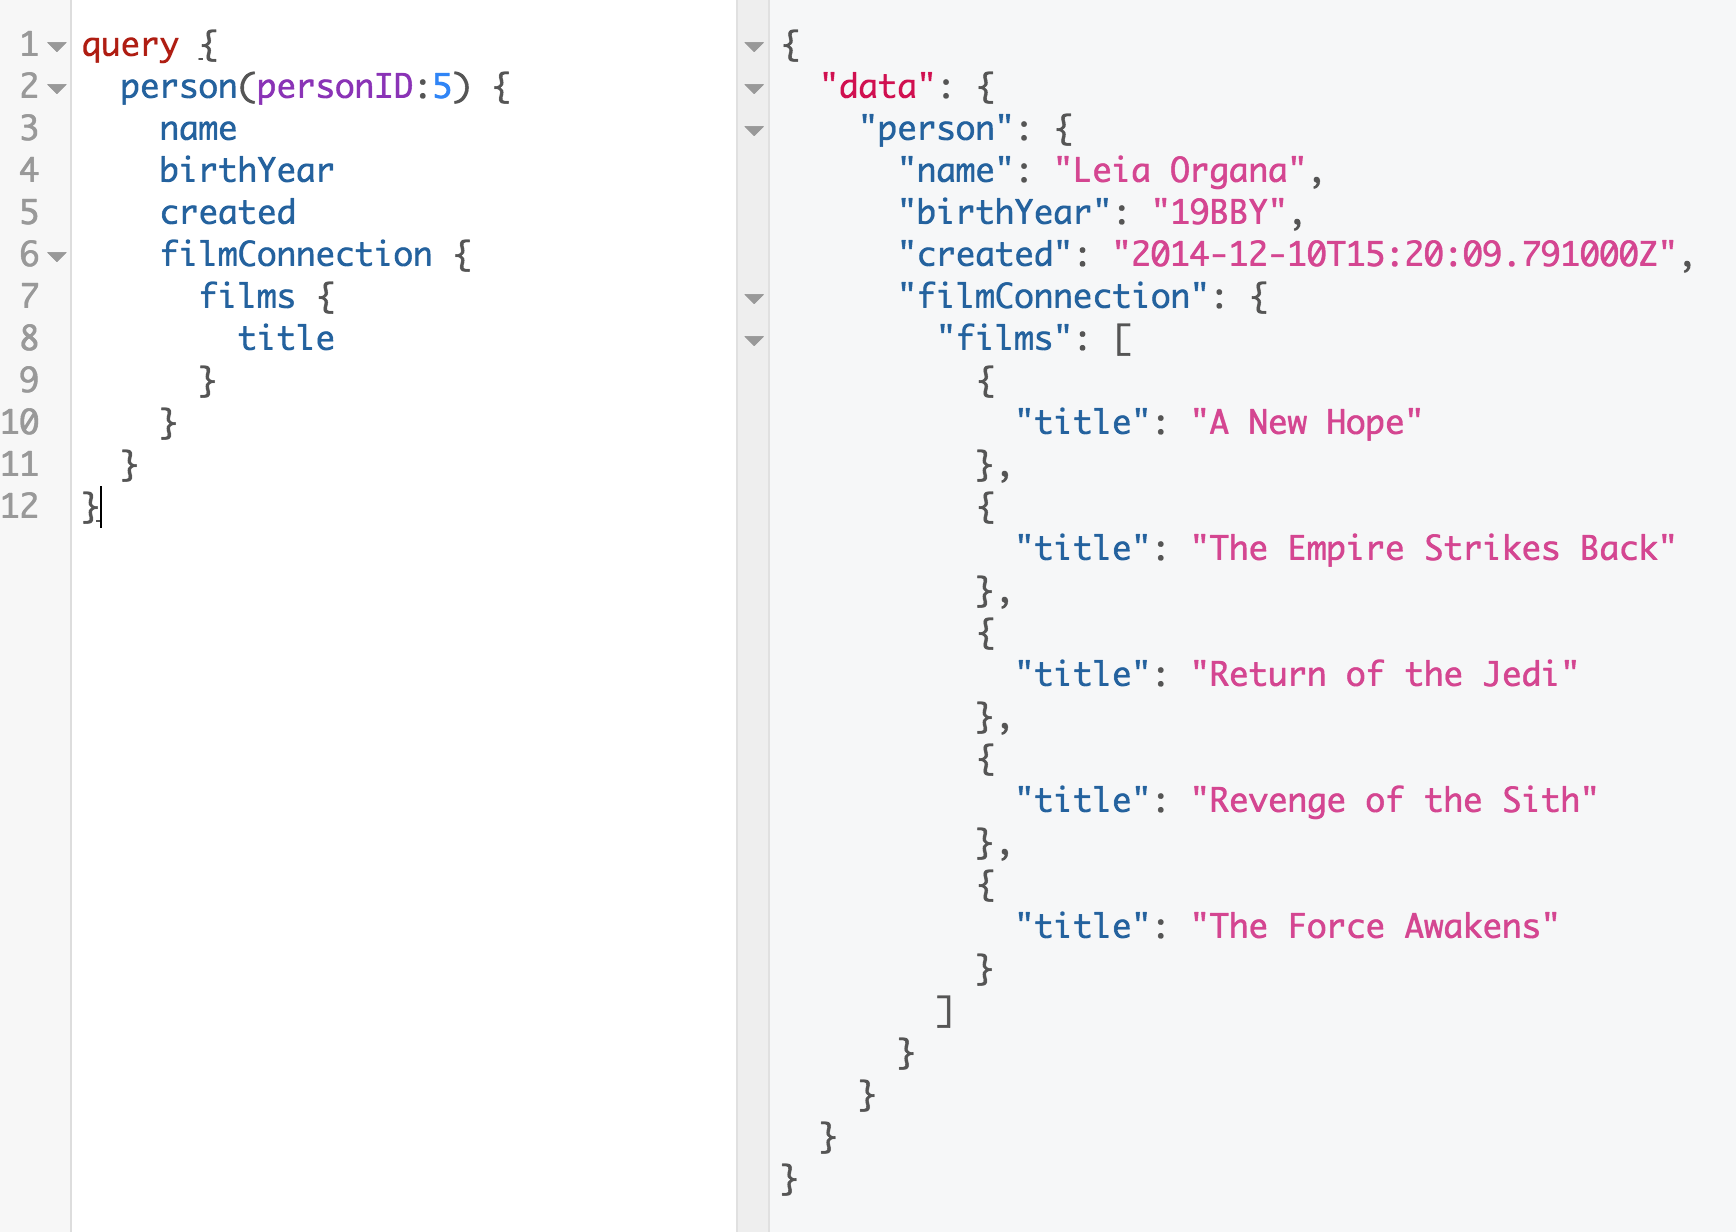 1 query {
2   person(personID:5) {
3     name
4     birthYear
5     created
6     filmConnection {
7       films {
8         title
9       }
10     }
11   }
12 }
{
  "data": {
    "person": {
      "name": "Leia Organa",
      "birthYear": "19BBY",
      "created": "2014-12-10T15:20:09.791000Z",
      "filmConnection": {
        "films": [
          {
            "title": "A New Hope"
          },
          {
            "title": "The Empire Strikes Back"
          },
          {
            "title": "Return of the Jedi"
          },
          {
            "title": "Revenge of the Sith"
          },
          {
            "title": "The Force Awakens"
          }
        ]
      }
    }
  }
}